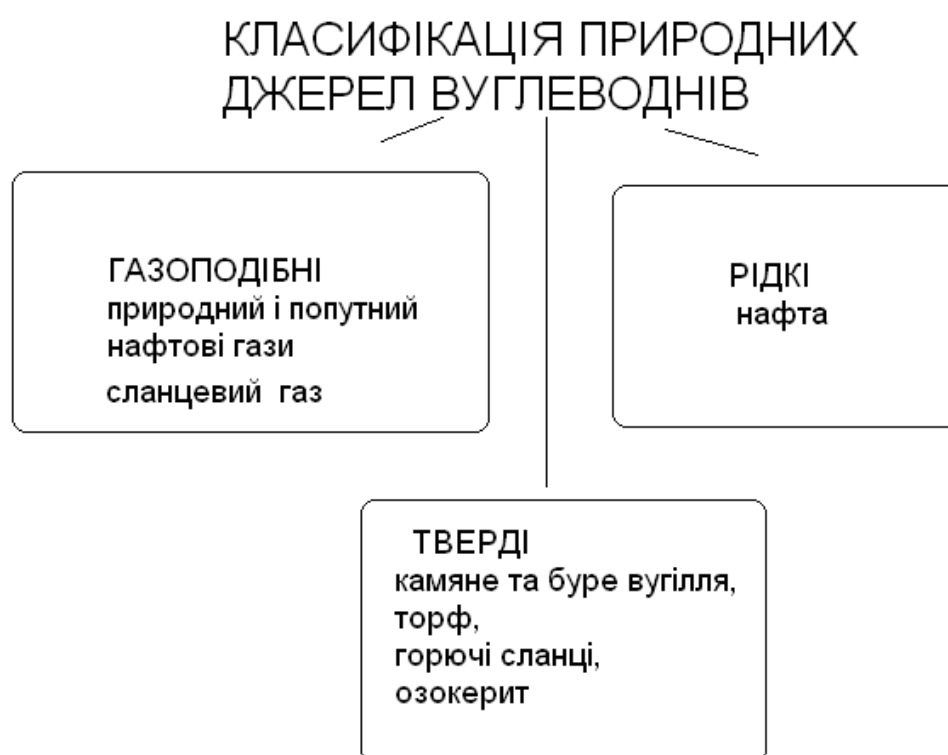 КЛАСИФІКАЦІЯ ПРИРОДНИХ
ДЖЕРЕЛ ВУГЛЕВОДНІВ
ГАЗОПОДІБНІ
природний і попутний
нафтові гази
сланцевий газ
РІДКІ
нафта
ТВЕРДІ
камяне та буре вугілля,
торф,
горючі сланці,
озокерит